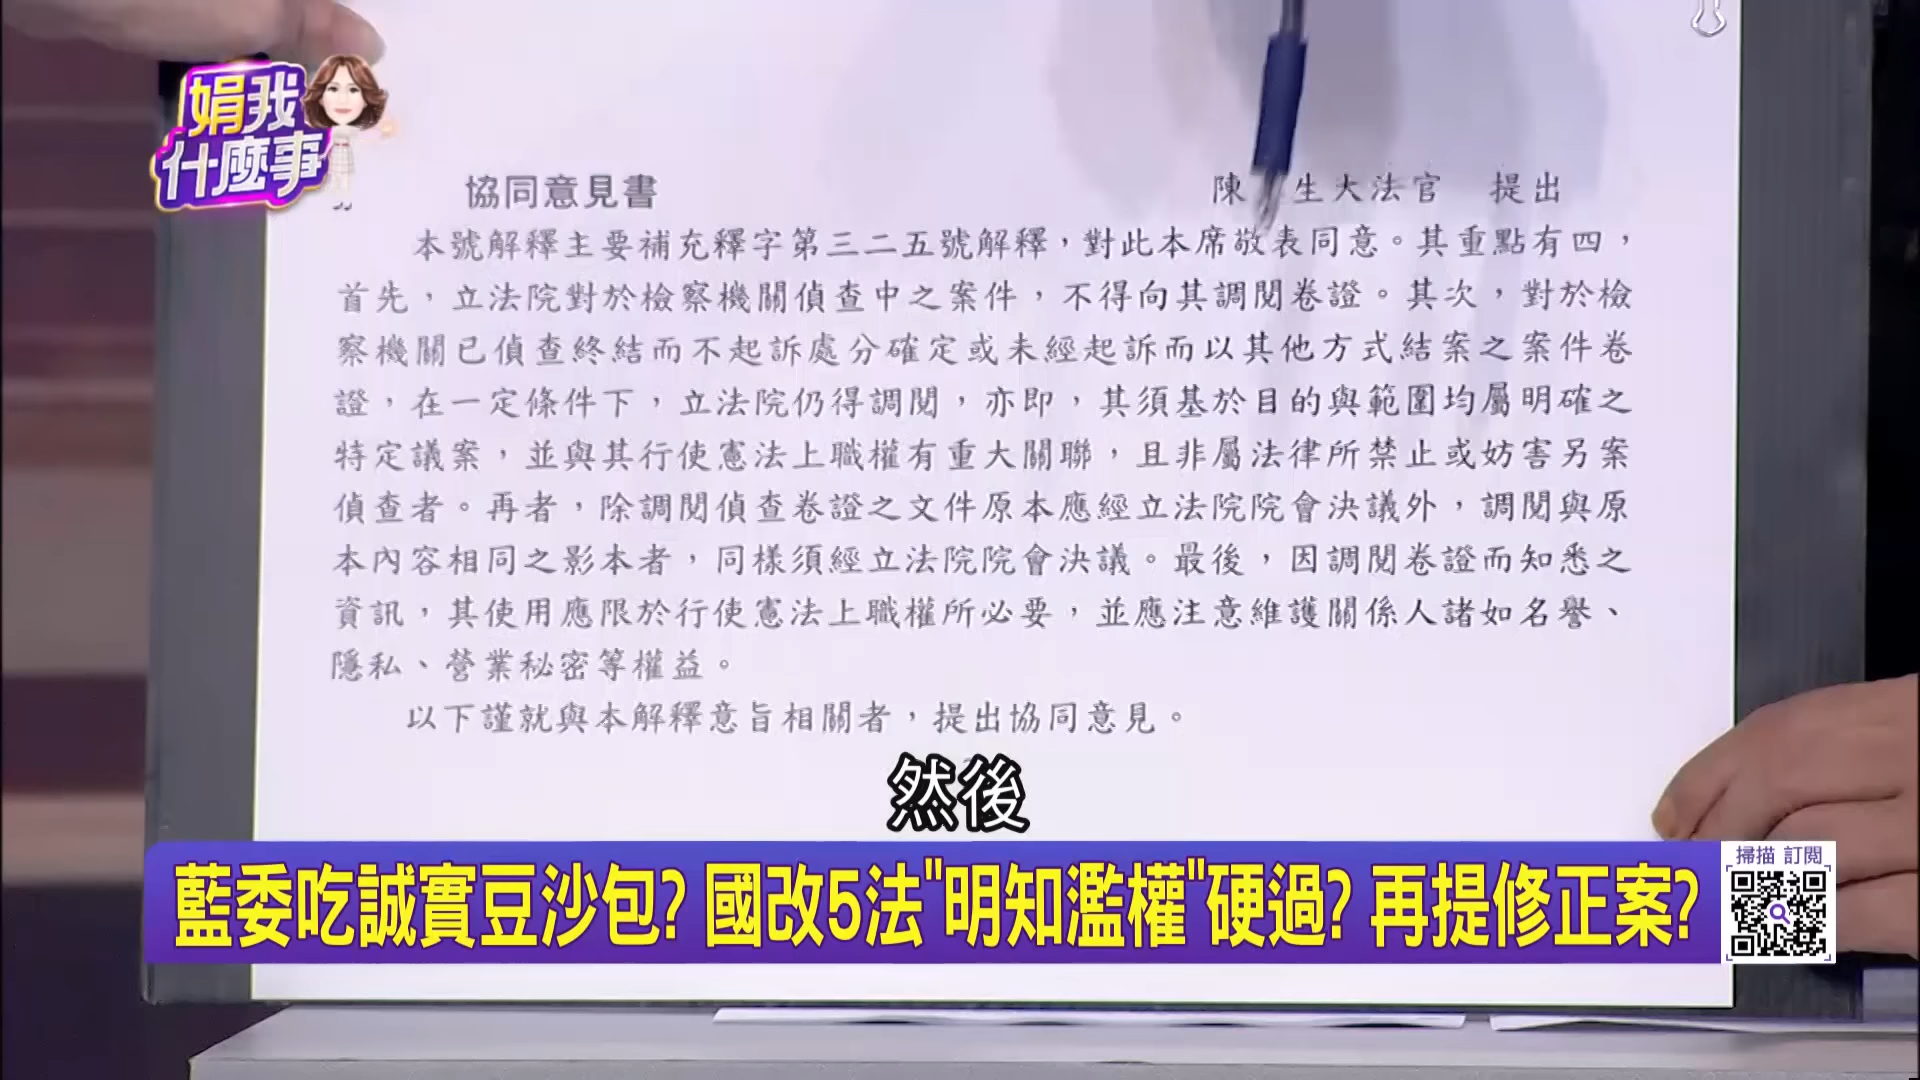 娟我
什麼事
協同意見書 陳 生大法官 提出
本號解釋主要補充釋字第三二五號解釋，對此本席敬表同意。其重點有四，
首先，立法院對於檢察機關偵查中之案件，不得向其調閱卷證。其次，對於檢
察機關已偵查終結而不起訴處分確定或未經起訴而以其他方式結案之案件卷
證，在一定條件下，立法院仍得調閱，亦即，其須基於目的與範圍均屬明確之
特定議案，並與其行使憲法上職權有重大關聯，且非屬法律所禁止或妨害另案
偵查者。再者，除調閱偵查卷證之文件原本應經立法院院會決議外，調閱與原
本內容相同之影本者，同樣須經立法院院會決議。最後，因調閱卷證而知悉之
資訊，其使用應限於行使憲法上職權所必要，並應注意維護關係人諸如名譽、
隱私、營業秘密等權益。
以下謹就與本解釋意旨相關者，提出協同意見。
然後
藍委吃誠實豆沙包? 國改5法"明知濫權"硬過? 再提修正案?
掃描 訂閱